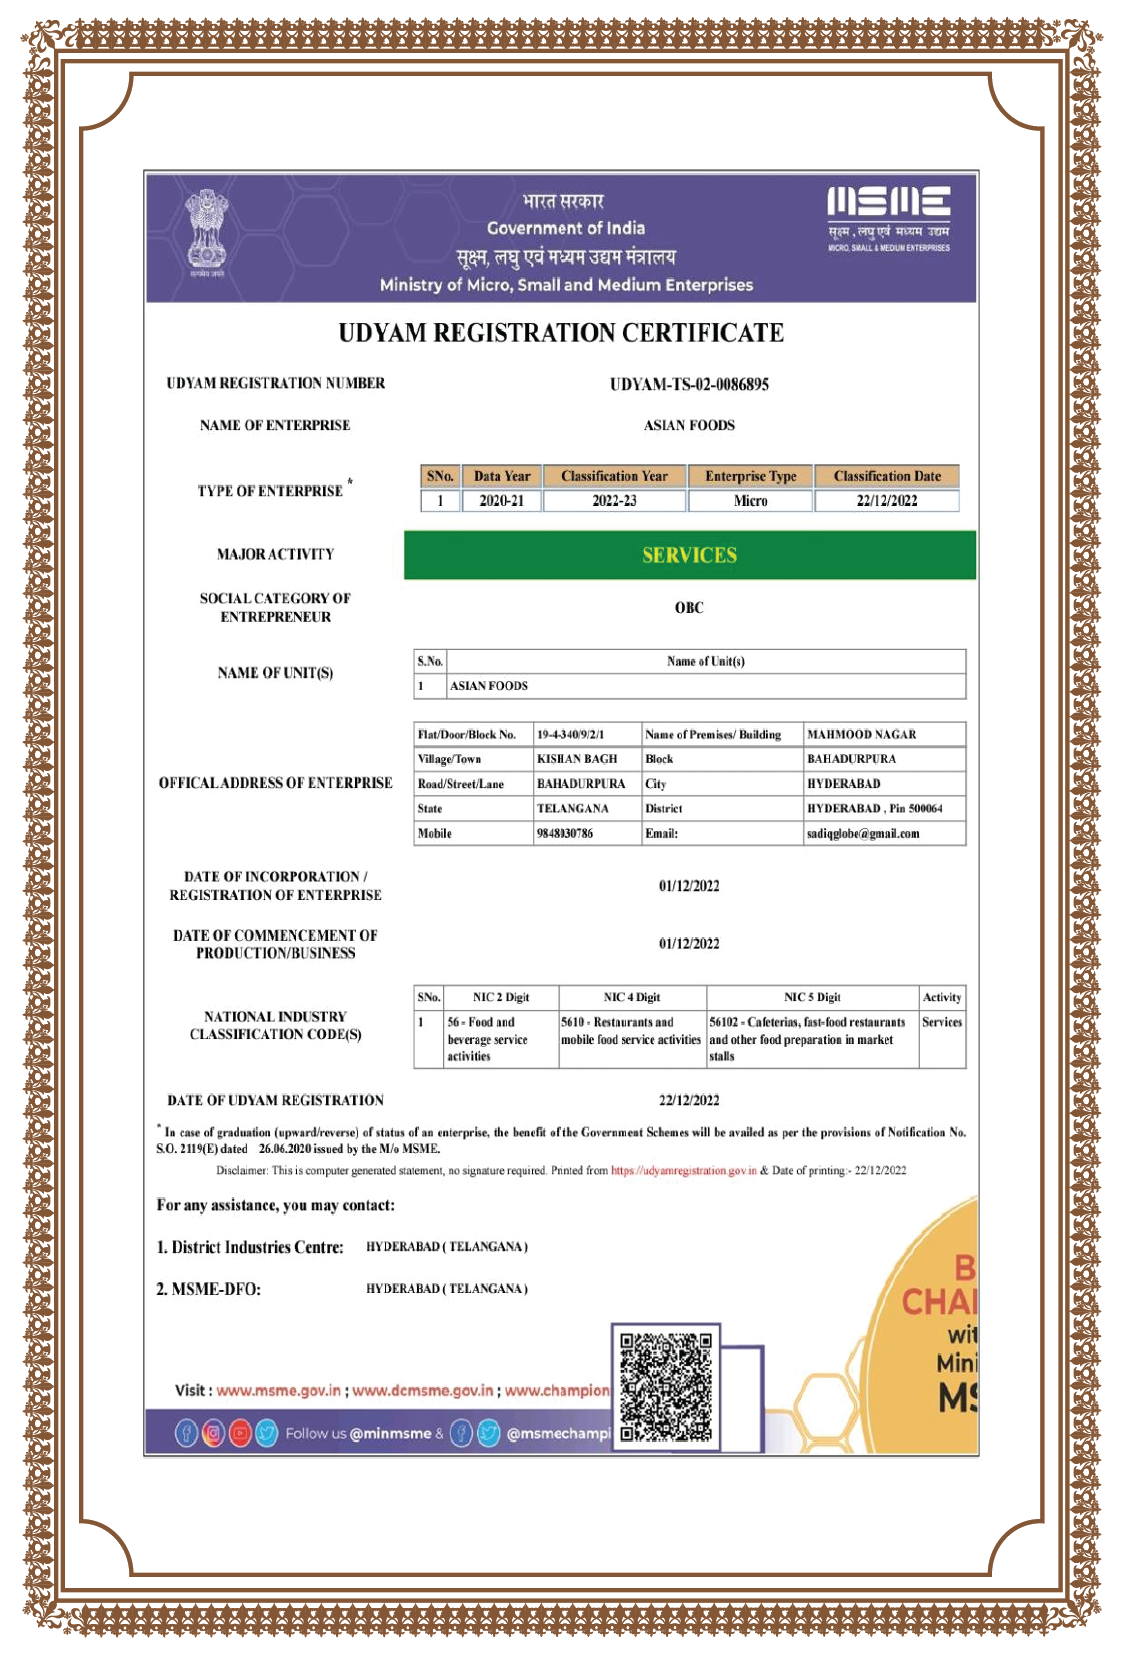 भारत सरकार
Government of India
सूक्ष्म, लघु एवं मध्यम उद्यम मंत्रालय
Ministry of Micro, Small and Medium Enterprises
सत्यमेव जयते
MSME
सूक्ष्म, लघु एवं मध्यम उद्यम
MICRO, SMALL & MEDIUM ENTERPRISES
UDYAM REGISTRATION CERTIFICATE
UDYAM REGISTRATION NUMBER UDYAM-TS-02-0086895
NAME OF ENTERPRISE ASIAN FOODS
TYPE OF ENTERPRISE *
SNo. Data Year Classification Year Enterprise Type Classification Date
1 2020-21 2022-23 Micro 22/12/2022
MAJOR ACTIVITY SERVICES
SOCIAL CATEGORY OF
ENTREPRENEUR
OBC
NAME OF UNIT(S)
S.No. Name of Unit(s)
1 ASIAN FOODS
OFFICAL ADDRESS OF ENTERPRISE
Flat/Door/Block No. 19-4-340/9/2/1 Name of Premises/ Building MAHMOOD NAGAR
Village/Town KISHAN BAGH Block BAHADURPURA
Road/Street/Lane BAHADURPURA City HYDERABAD
State TELANGANA District HYDERABAD , Pin 500064
Mobile 9848030786 Email: sadiqglobe@gmail.com
DATE OF INCORPORATION /
REGISTRATION OF ENTERPRISE
01/12/2022
DATE OF COMMENCEMENT OF
PRODUCTION/BUSINESS
01/12/2022
NATIONAL INDUSTRY
CLASSIFICATION CODE(S)
SNo. NIC 2 Digit NIC 4 Digit NIC 5 Digit Activity
1 56 - Food and 5610 - Restaurants and 56102 - Cafeterias, fast-food restaurants Services
beverage service mobile food service activities and other food preparation in market
activities stalls
DATE OF UDYAM REGISTRATION 22/12/2022
* In case of graduation (upward/reverse) of status of an enterprise, the benefit of the Government Schemes will be availed as per the provisions of Notification No.
S.O. 2119(E) dated 26.06.2020 issued by the M/o MSME.
Disclaimer: This is computer generated statement, no signature required. Printed from https://udyamregistration.gov.in & Date of printing:- 22/12/2022
For any assistance, you may contact:
1. District Industries Centre: HYDERABAD ( TELANGANA )
2. MSME-DFO: HYDERABAD ( TELANGANA )
B
CHA
wit
Mini
MS
Visit : www.msme.gov.in ; www.dcmsme.gov.in ; www.champion
Follow us @minmsme & @msmechampi